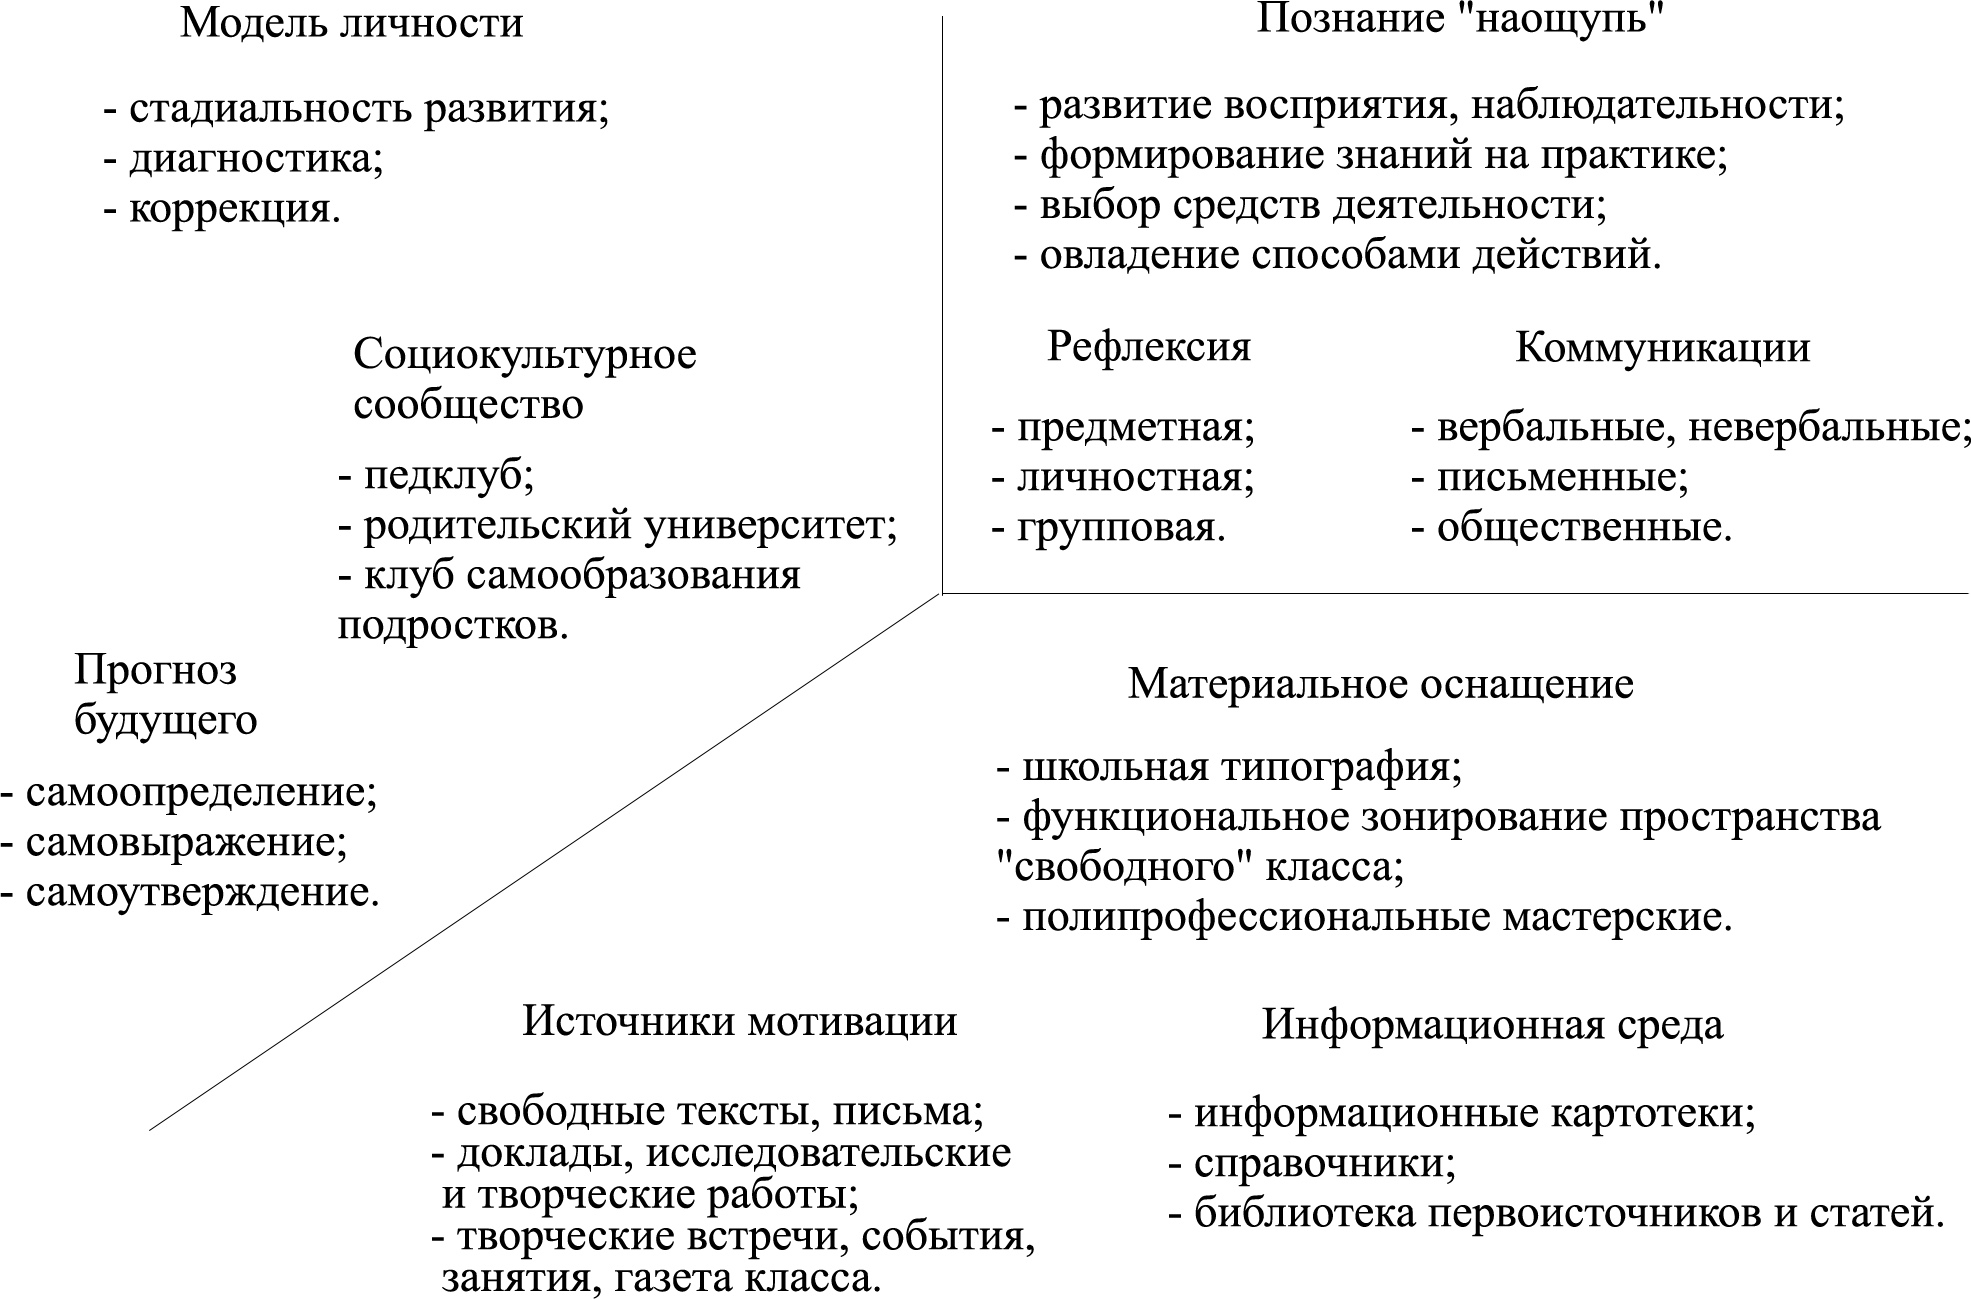 Модель личности
- стадиальность развития;
- диагностика;
- коррекция.
Социокультурное
сообщество
- педклуб;
- родительский университет;
- клуб самообразования
подростков.
Прогноз
будущего
- самоопределение;
- самовыражение;
- самоутверждение.
Познание "наощупь"
- развитие восприятия, наблюдательности;
- формирование знаний на практике;
- выбор средств деятельности;
- овладение способами действий.
Рефлексия
- предметная;
- личностная;
- групповая.
Коммуникации
- вербальные, невербальные;
- письменные;
- общественные.
Материальное оснащение
- школьная типография;
- функциональное зонирование пространства
"свободного" класса;
- полипрофессиональные мастерские.
Источники мотивации
- свободные тексты, письма;
- доклады, исследовательские
и творческие работы;
- творческие встречи, события,
занятия, газета класса.
Информационная среда
- информационные картотеки;
- справочники;
- библиотека первоисточников и статей.